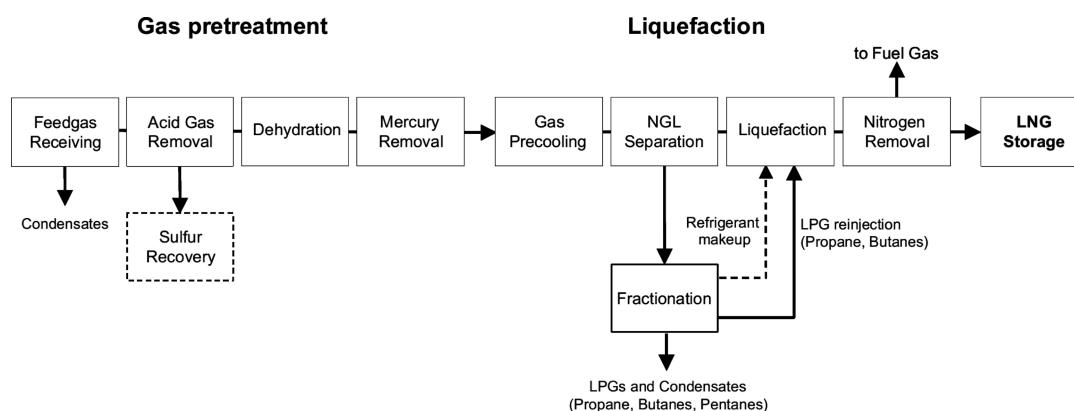 Gas pretreatment
Liquefaction
to Fuel Gas
Feedgas
Receiving
Acid Gas
Removal
Dehydration
Mercury
Removal
Gas
Precooling
NGL
Separation
Liquefaction
Nitrogen
Removal
LNG
Storage
Condensates
Sulfur
Recovery
Refrigerant
makeup
LPG reinjection
(Propane, Butanes)
Fractionation
LPGs and Condensates
(Propane, Butanes, Pentanes)